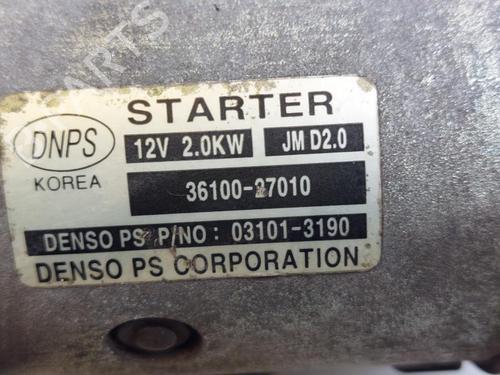 PARTS
STARTER
DNPS
12V 2.0KW
JM D2.0
KOREA
36100-27010
DENSO PS P/NO : 03101-3190
DENSO PS CORPORATION